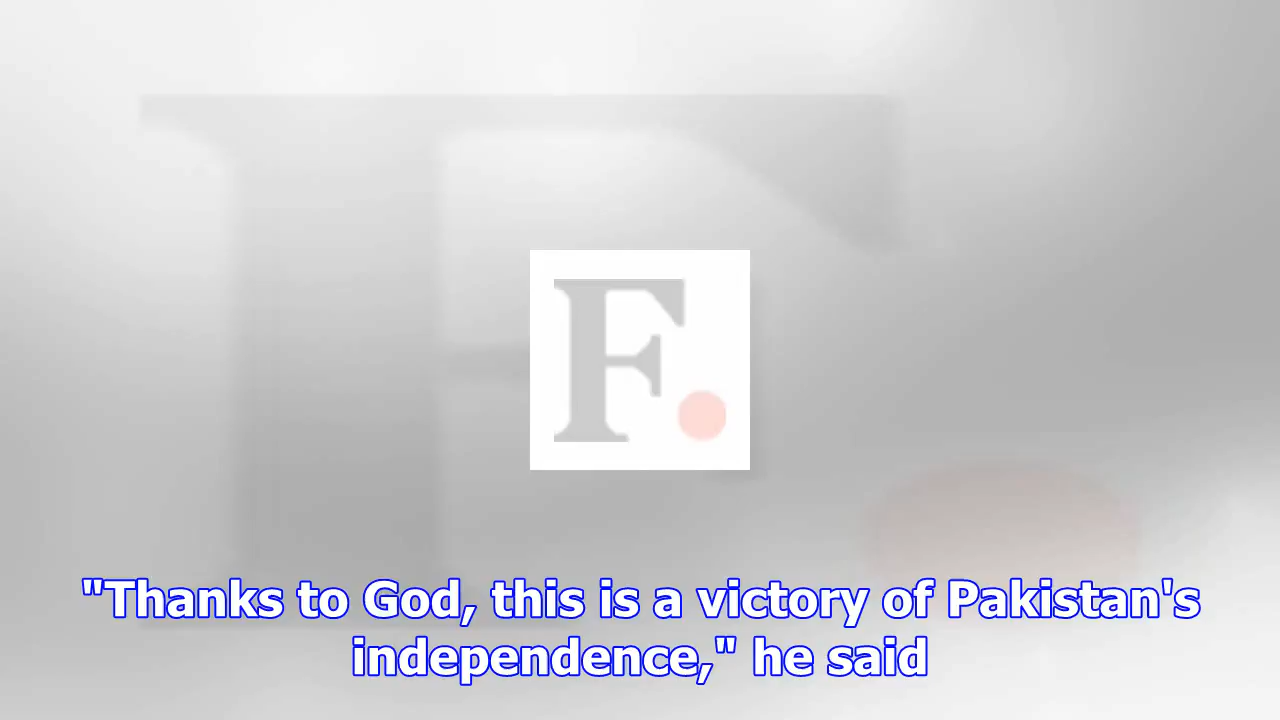 F.
"Thanks to God, this is a victory of Pakistan's
independence," he said